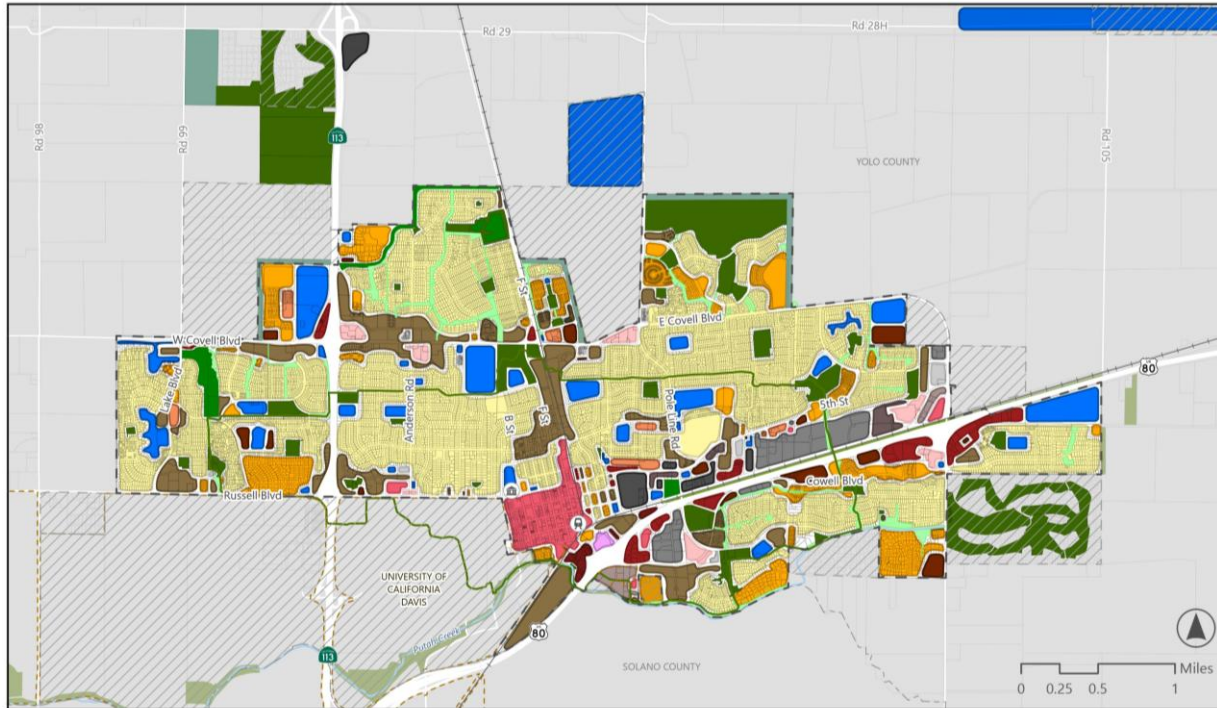 Rd 29
Rd 28H
Rd 98
Rd 99
113
Rd 105
YOLO COUNTY
F St
E Covell Blvd
W Covell Blvd
80
Lake Blvd
Anderson Rd
B St
F St
Pole Line Rd
5th St
Russell Blvd
Cowell Blvd
UNIVERSITY OF
CALIFORNIA
DAVIS
Putah Creek
80
113
SOLANO COUNTY
Miles
0 0.25 0.5 1